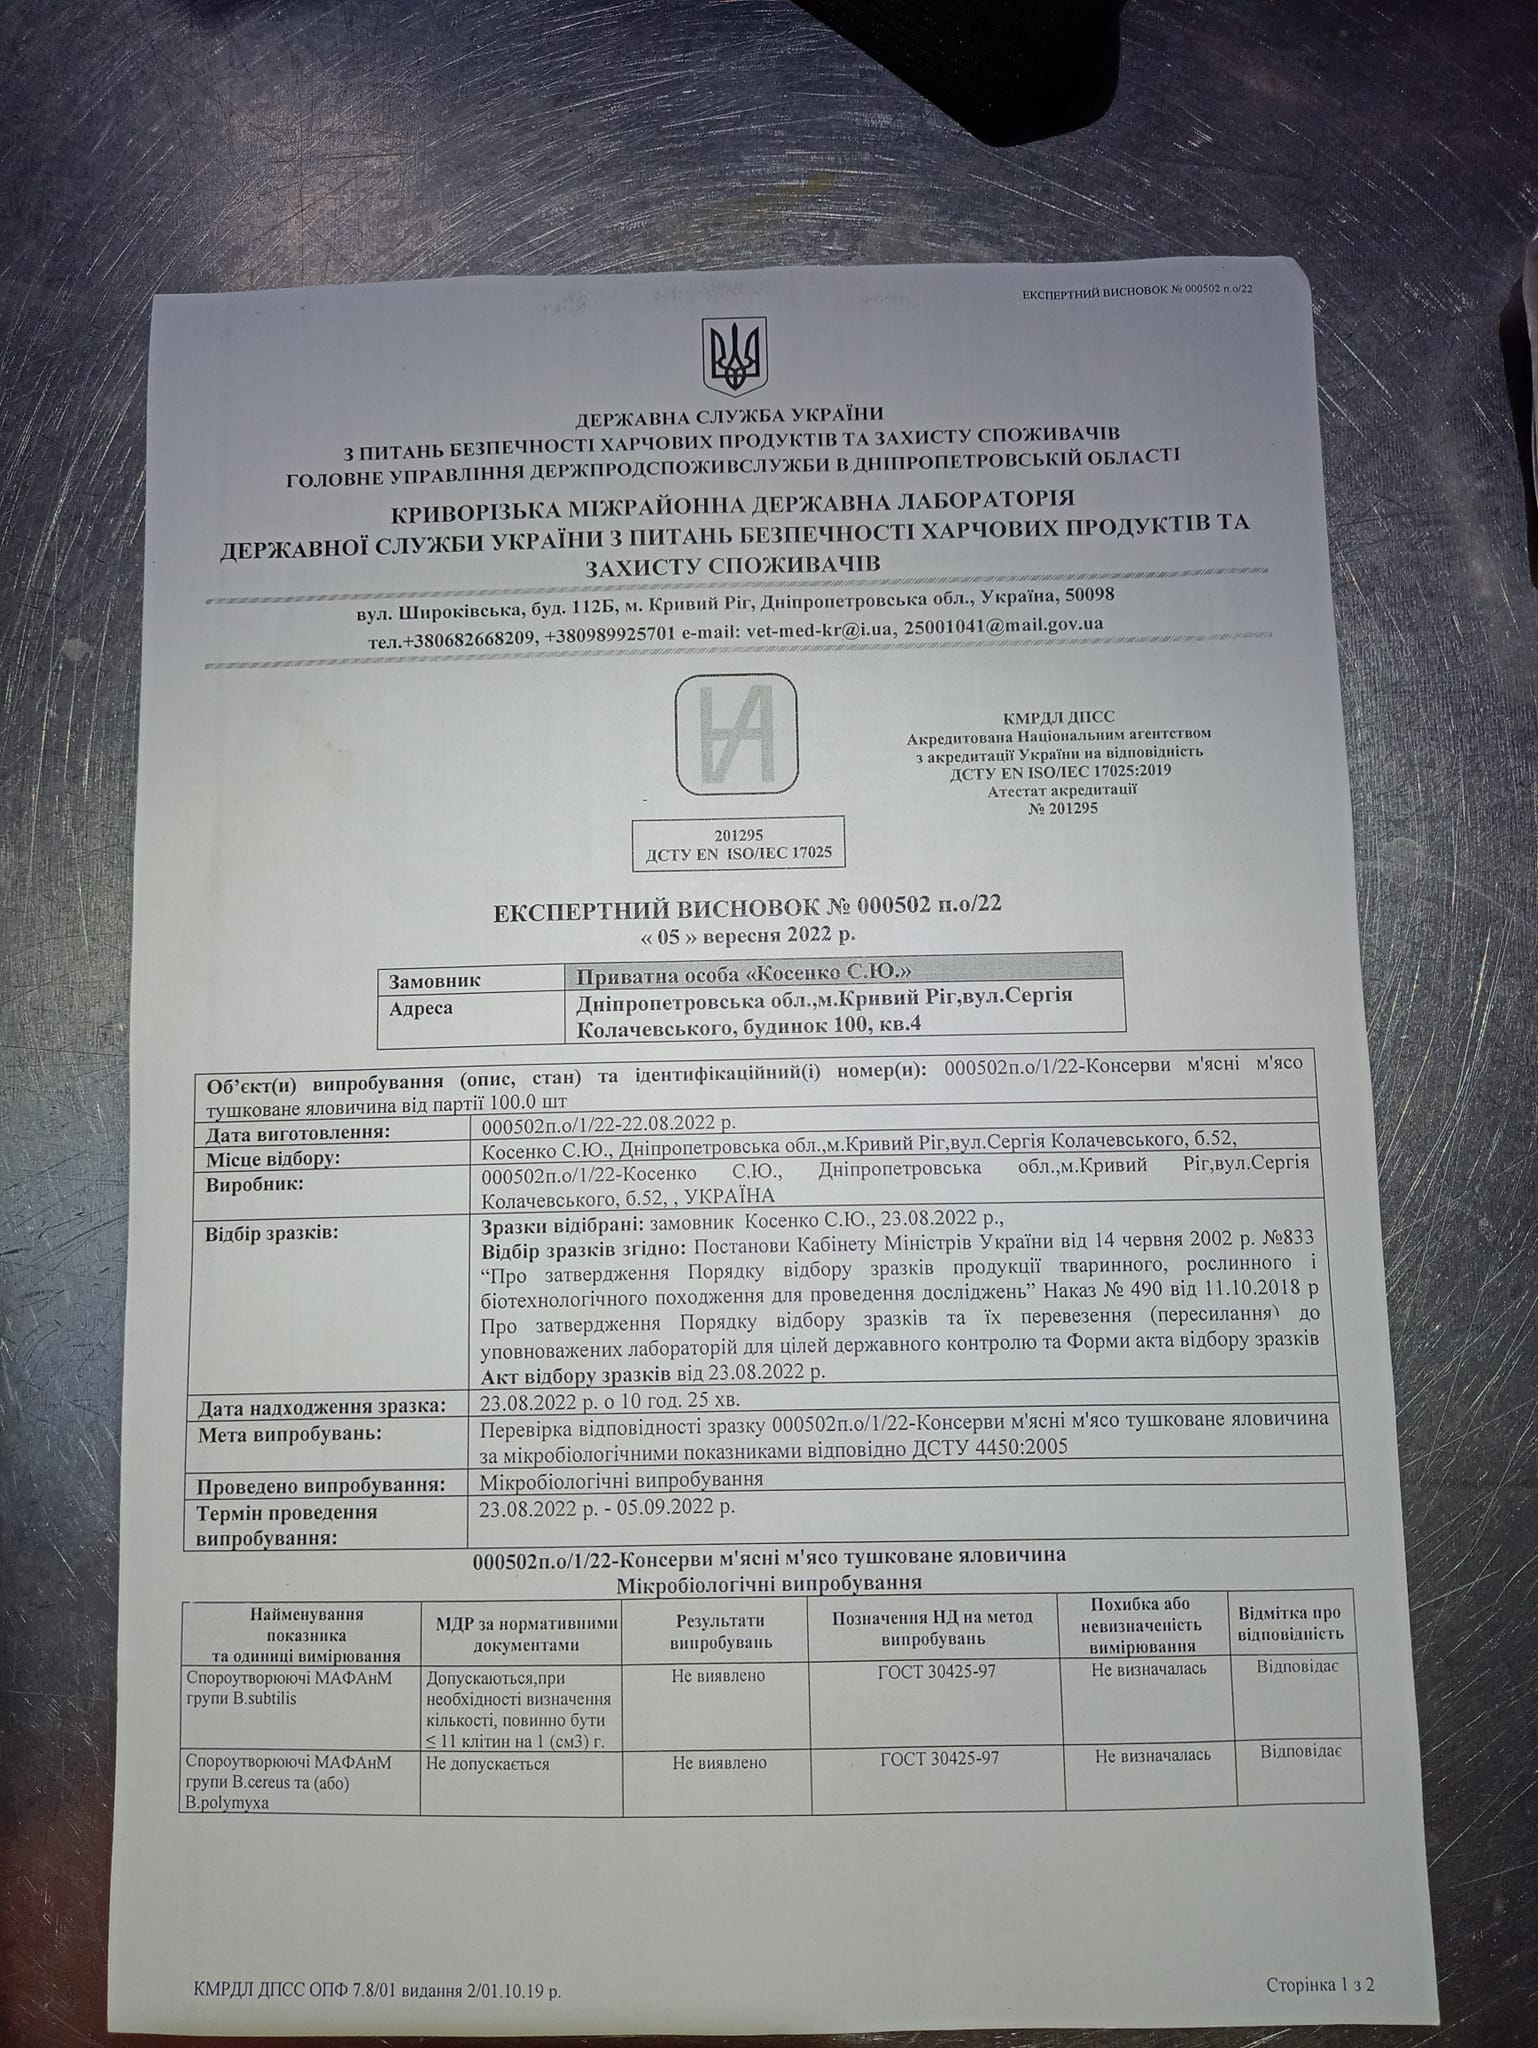 ЕКСПЕРТНИЙ ВИСНОВОК № 000502 п.о/22
ДЕРЖАВНА СЛУЖБА УКРАЇНИ
З ПИТАНЬ БЕЗПЕЧНОСТІ ХАРЧОВИХ ПРОДУКТІВ ТА ЗАХИСТУ СПОЖИВАЧІВ
ГОЛОВНЕ УПРАВЛІННЯ ДЕРЖПРОДСПОЖИВСЛУЖБИ В ДНІПРОПЕТРОВСЬКІЙ ОБЛАСТІ
КРИВОРІЗЬКА МІЖРАЙОННА ДЕРЖАВНА ЛАБОРАТОРІЯ
ДЕРЖАВНОЇ СЛУЖБИ УКРАЇНИ З ПИТАНЬ БЕЗПЕЧНОСТІ ХАРЧОВИХ ПРОДУКТІВ ТА
ЗАХИСТУ СПОЖИВАЧІВ
вул. Широківська, буд. 112Б, м. Кривий Ріг, Дніпропетровська обл., Україна, 50098
тел.+380682668209, +380989925701 e-mail: vet-med-kr@i.ua, 25001041@mail.gov.ua
КМРДЛ ДПСС
Акредитована Національним агентством
з акредитації України на відповідність
ДСТУ EN ISO/IEC 17025:2019
Атестат акредитації
№ 201295
201295
ДСТУ EN ISO/IEC 17025
ЕКСПЕРТНИЙ ВИСНОВОК № 000502 п.о/22
« 05 » вересня 2022 р.
Замовник Приватна особа «Косенко С.Ю.»
Адреса Дніпропетровська обл.,м.Кривий Ріг,вул.Сергія
Колачевського, будинок 100, кв.4
Об’єкт(и) випробування (опис, стан) та ідентифікаційний(і) номер(и): 000502п.о/1/22-Консерви м'ясні м'ясо
тушковане яловичина від партії 100.0 шт
Дата виготовлення: 000502п.о/1/22-22.08.2022 р.
Місце відбору: Косенко С.Ю., Дніпропетровська обл.,м.Кривий Ріг,вул.Сергія Колачевського, б.52,
Виробник: 000502п.о/1/22-Косенко С.Ю., Дніпропетровська обл.,м.Кривий Ріг,вул.Сергія
Колачевського, б.52, , УКРАЇНА
Відбір зразків: Зразки відібрані: замовник Косенко С.Ю., 23.08.2022 р.,
Відбір зразків згідно: Постанови Кабінету Міністрів України від 14 червня 2002 р. №833
“Про затвердження Порядку відбору зразків продукції тваринного, рослинного і
біотехнологічного походження для проведення досліджень” Наказ № 490 від 11.10.2018 р
Про затвердження Порядку відбору зразків та їх перевезення (пересилання) до
уповноважених лабораторій для цілей державного контролю та Форми акта відбору зразків
Акт відбору зразків від 23.08.2022 р.
Дата надходження зразка: 23.08.2022 р. о 10 год. 25 хв.
Мета випробувань: Перевірка відповідності зразку 000502п.о/1/22-Консерви м'ясні м'ясо тушковане яловичина
за мікробіологічними показниками відповідно ДСТУ 4450:2005
Проведено випробування: Мікробіологічні випробування
Термін проведення 23.08.2022 р. - 05.09.2022 р.
випробування:
000502п.о/1/22-Консерви м'ясні м'ясо тушковане яловичина
Мікробіологічні випробування
Найменування
показника
та одиниці вимірювання
МДР за нормативними
документами
Результати
випробувань
Позначення НД на метод
випробувань
Похибка або
невизначеність
вимірювання
Відмітка про
відповідність
Спороутворюючі МАФАнМ
групи B.subtilis
Допускаються,при
необхідності визначення
кількості, повинно бути
≤ 11 клітин на 1 (см3) г.
Не виявлено
ГОСТ 30425-97
Не визначалась
Відповідає
Спороутворюючі МАФАнМ
групи B.cereus та (або)
B.polymyxa
Не допускається
Не виявлено
ГОСТ 30425-97
Не визначалась
Відповідає
КМРДЛ ДПСС ОПФ 7.8/01 видання 2/01.10.19 р.
Сторінка 1 з 2